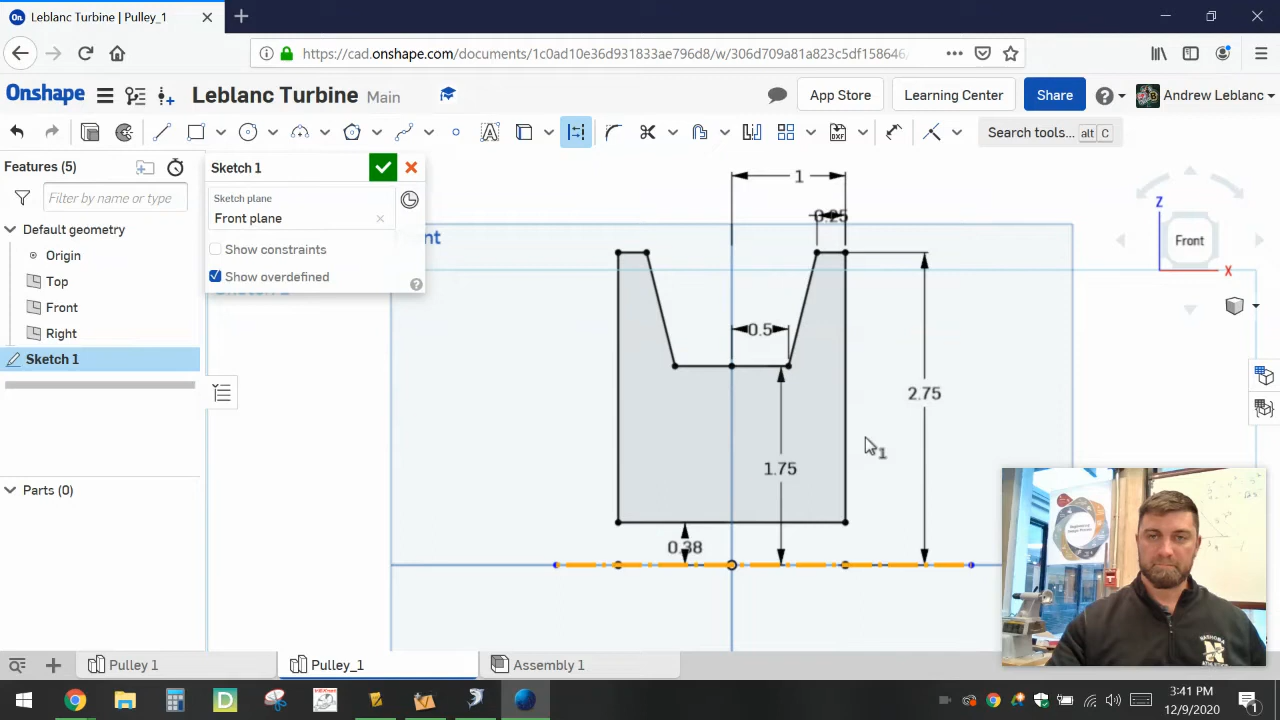 Leblanc Turbine | Pulley_1
https://cad.onshape.com/documents/1c0ad10e36d931833ae796d8/w/306d709a81a823c5df158646/
Onshape
Leblanc Turbine Main
App Store
Learning Center
Share
Andrew Leblanc
Search tools... alt C
Features (5)
Filter by name or type
Default geometry
Origin
Top
Front
Right
Sketch 1
Parts (0)
Sketch 1
Sketch plane
Front plane
Show constraints
Show overdefined
1
0.25
0.5
2.75
1.75
0.38
1
Z
Front
X
Pulley 1
Pulley_1
Assembly 1
3:41 PM
12/9/2020